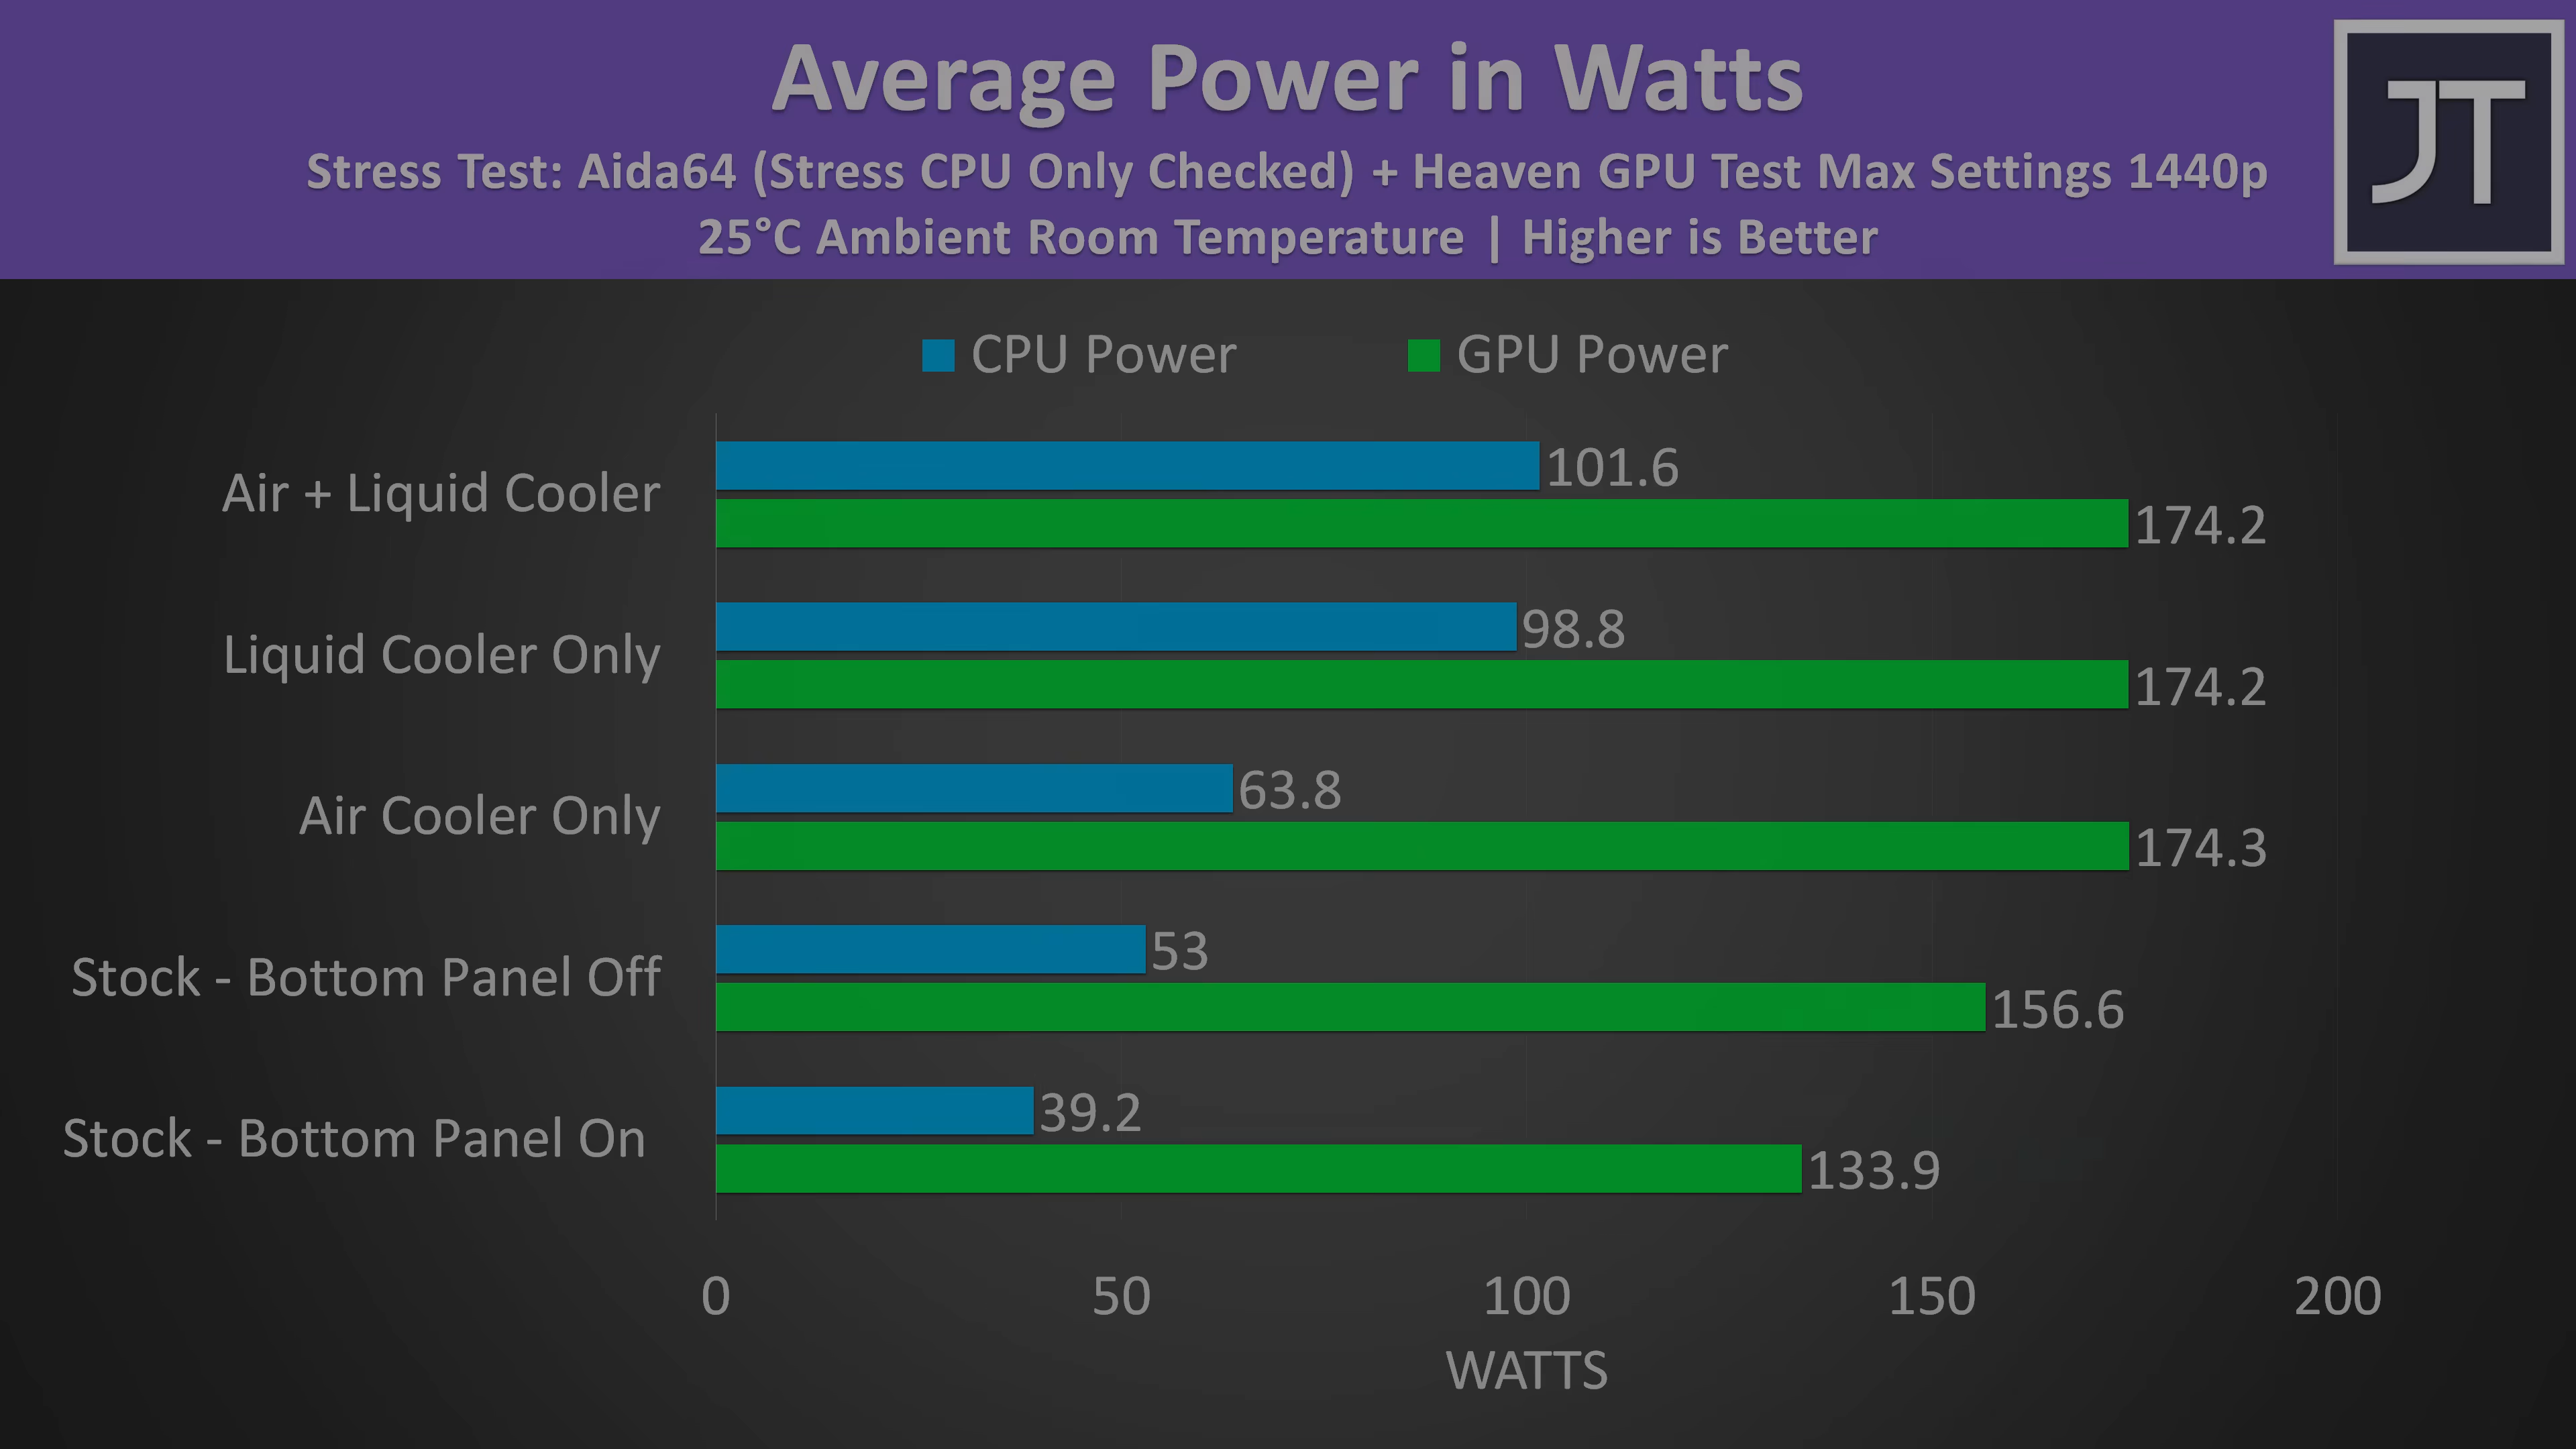 Average Power in Watts
Stress Test: Aida64 (Stress CPU Only Checked) + Heaven GPU Test Max Settings 1440p
25°C Ambient Room Temperature | Higher is Better
JT
CPU Power
GPU Power
Air + Liquid Cooler
101.6
174.2
Liquid Cooler Only
98.8
174.2
Air Cooler Only
63.8
174.3
Stock - Bottom Panel Off
53
156.6
Stock - Bottom Panel On
39.2
133.9
0 50 100 150 200
WATTS